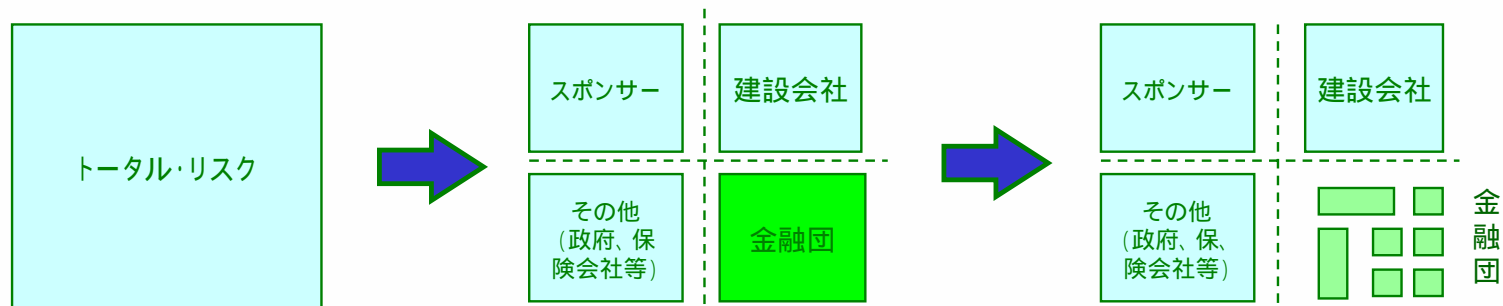 トータル・リスク
スポンサー
建設会社
その他
(政府、保
険会社等)
金融団
スポンサー
建設会社
その他
(政府、保、
険会社等)
金
融
団